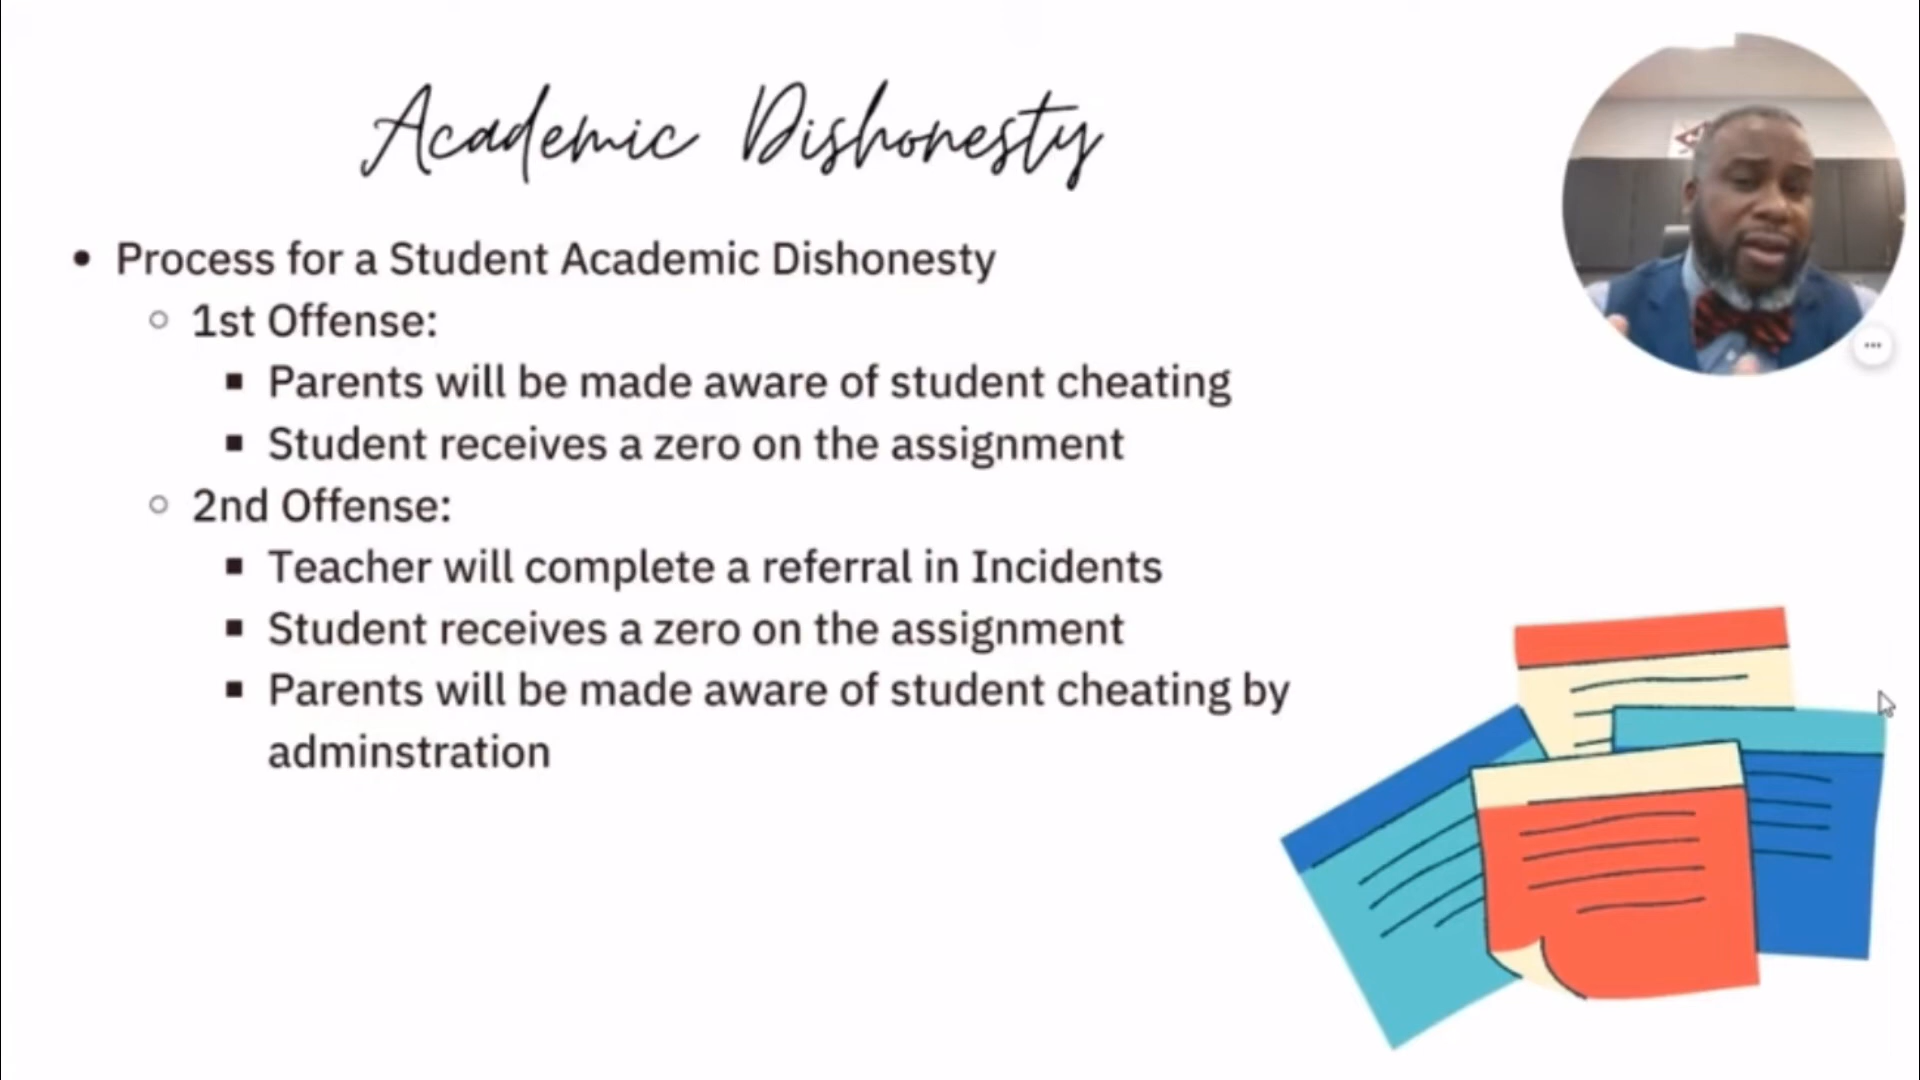 Academic Dishonesty
Process for a Student Academic Dishonesty
1st Offense:
Parents will be made aware of student cheating
Student receives a zero on the assignment
2nd Offense:
Teacher will complete a referral in Incidents
Student receives a zero on the assignment
Parents will be made aware of student cheating by
adminstration